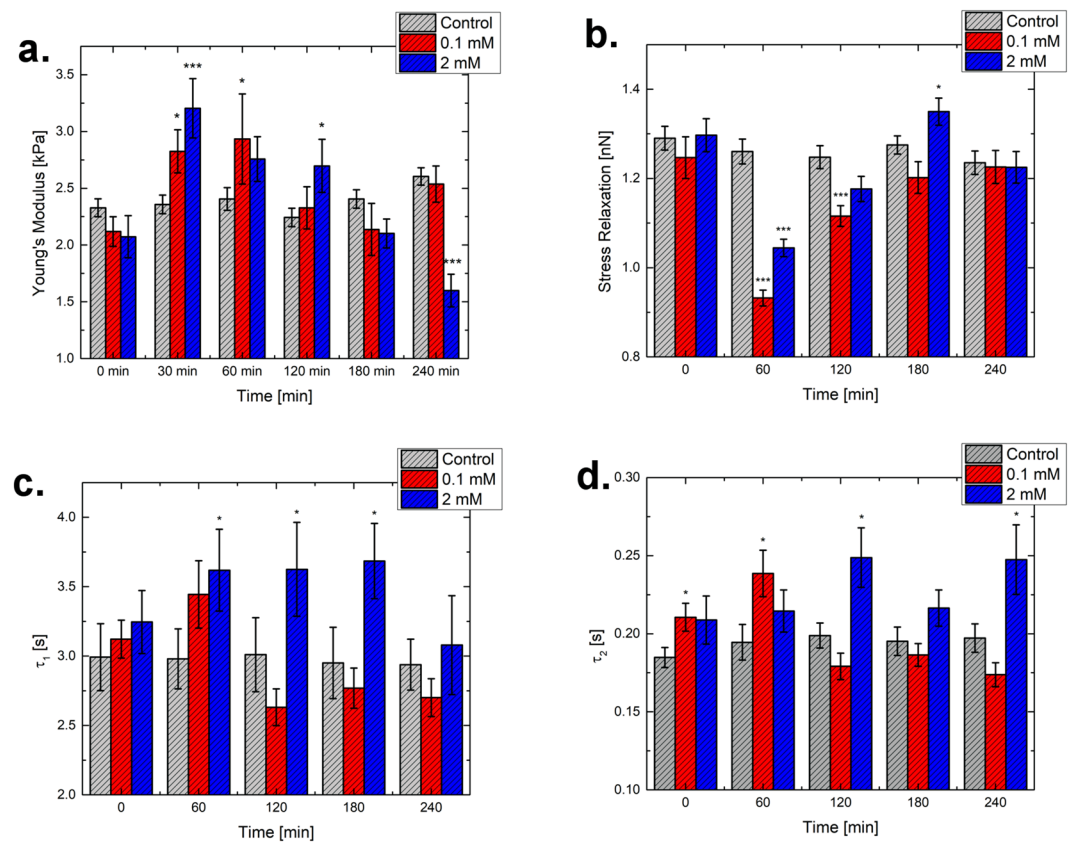 a.
Control
0.1 mM
2 mM
Young's Modulus [kPa]
3.5
3.0
2.5
2.0
1.5
1.0
*
***
*
*
***
0 min
30 min
60 min
120 min
180 min
240 min
Time [min]
b.
Control
0.1 mM
2 mM
Stress Relaxation [nN]
1.4
1.2
1.0
0.8
***
***
***
*
0
60
120
180
240
Time [min]
c.
Control
0.1 mM
2 mM
τ1 [s]
4.0
3.5
3.0
2.5
2.0
*
*
*
0
60
120
180
240
Time [min]
d.
Control
0.1 mM
2 mM
τ2 [s]
0.30
0.25
0.20
0.15
0.10
*
*
*
*
0
60
120
180
240
Time [min]